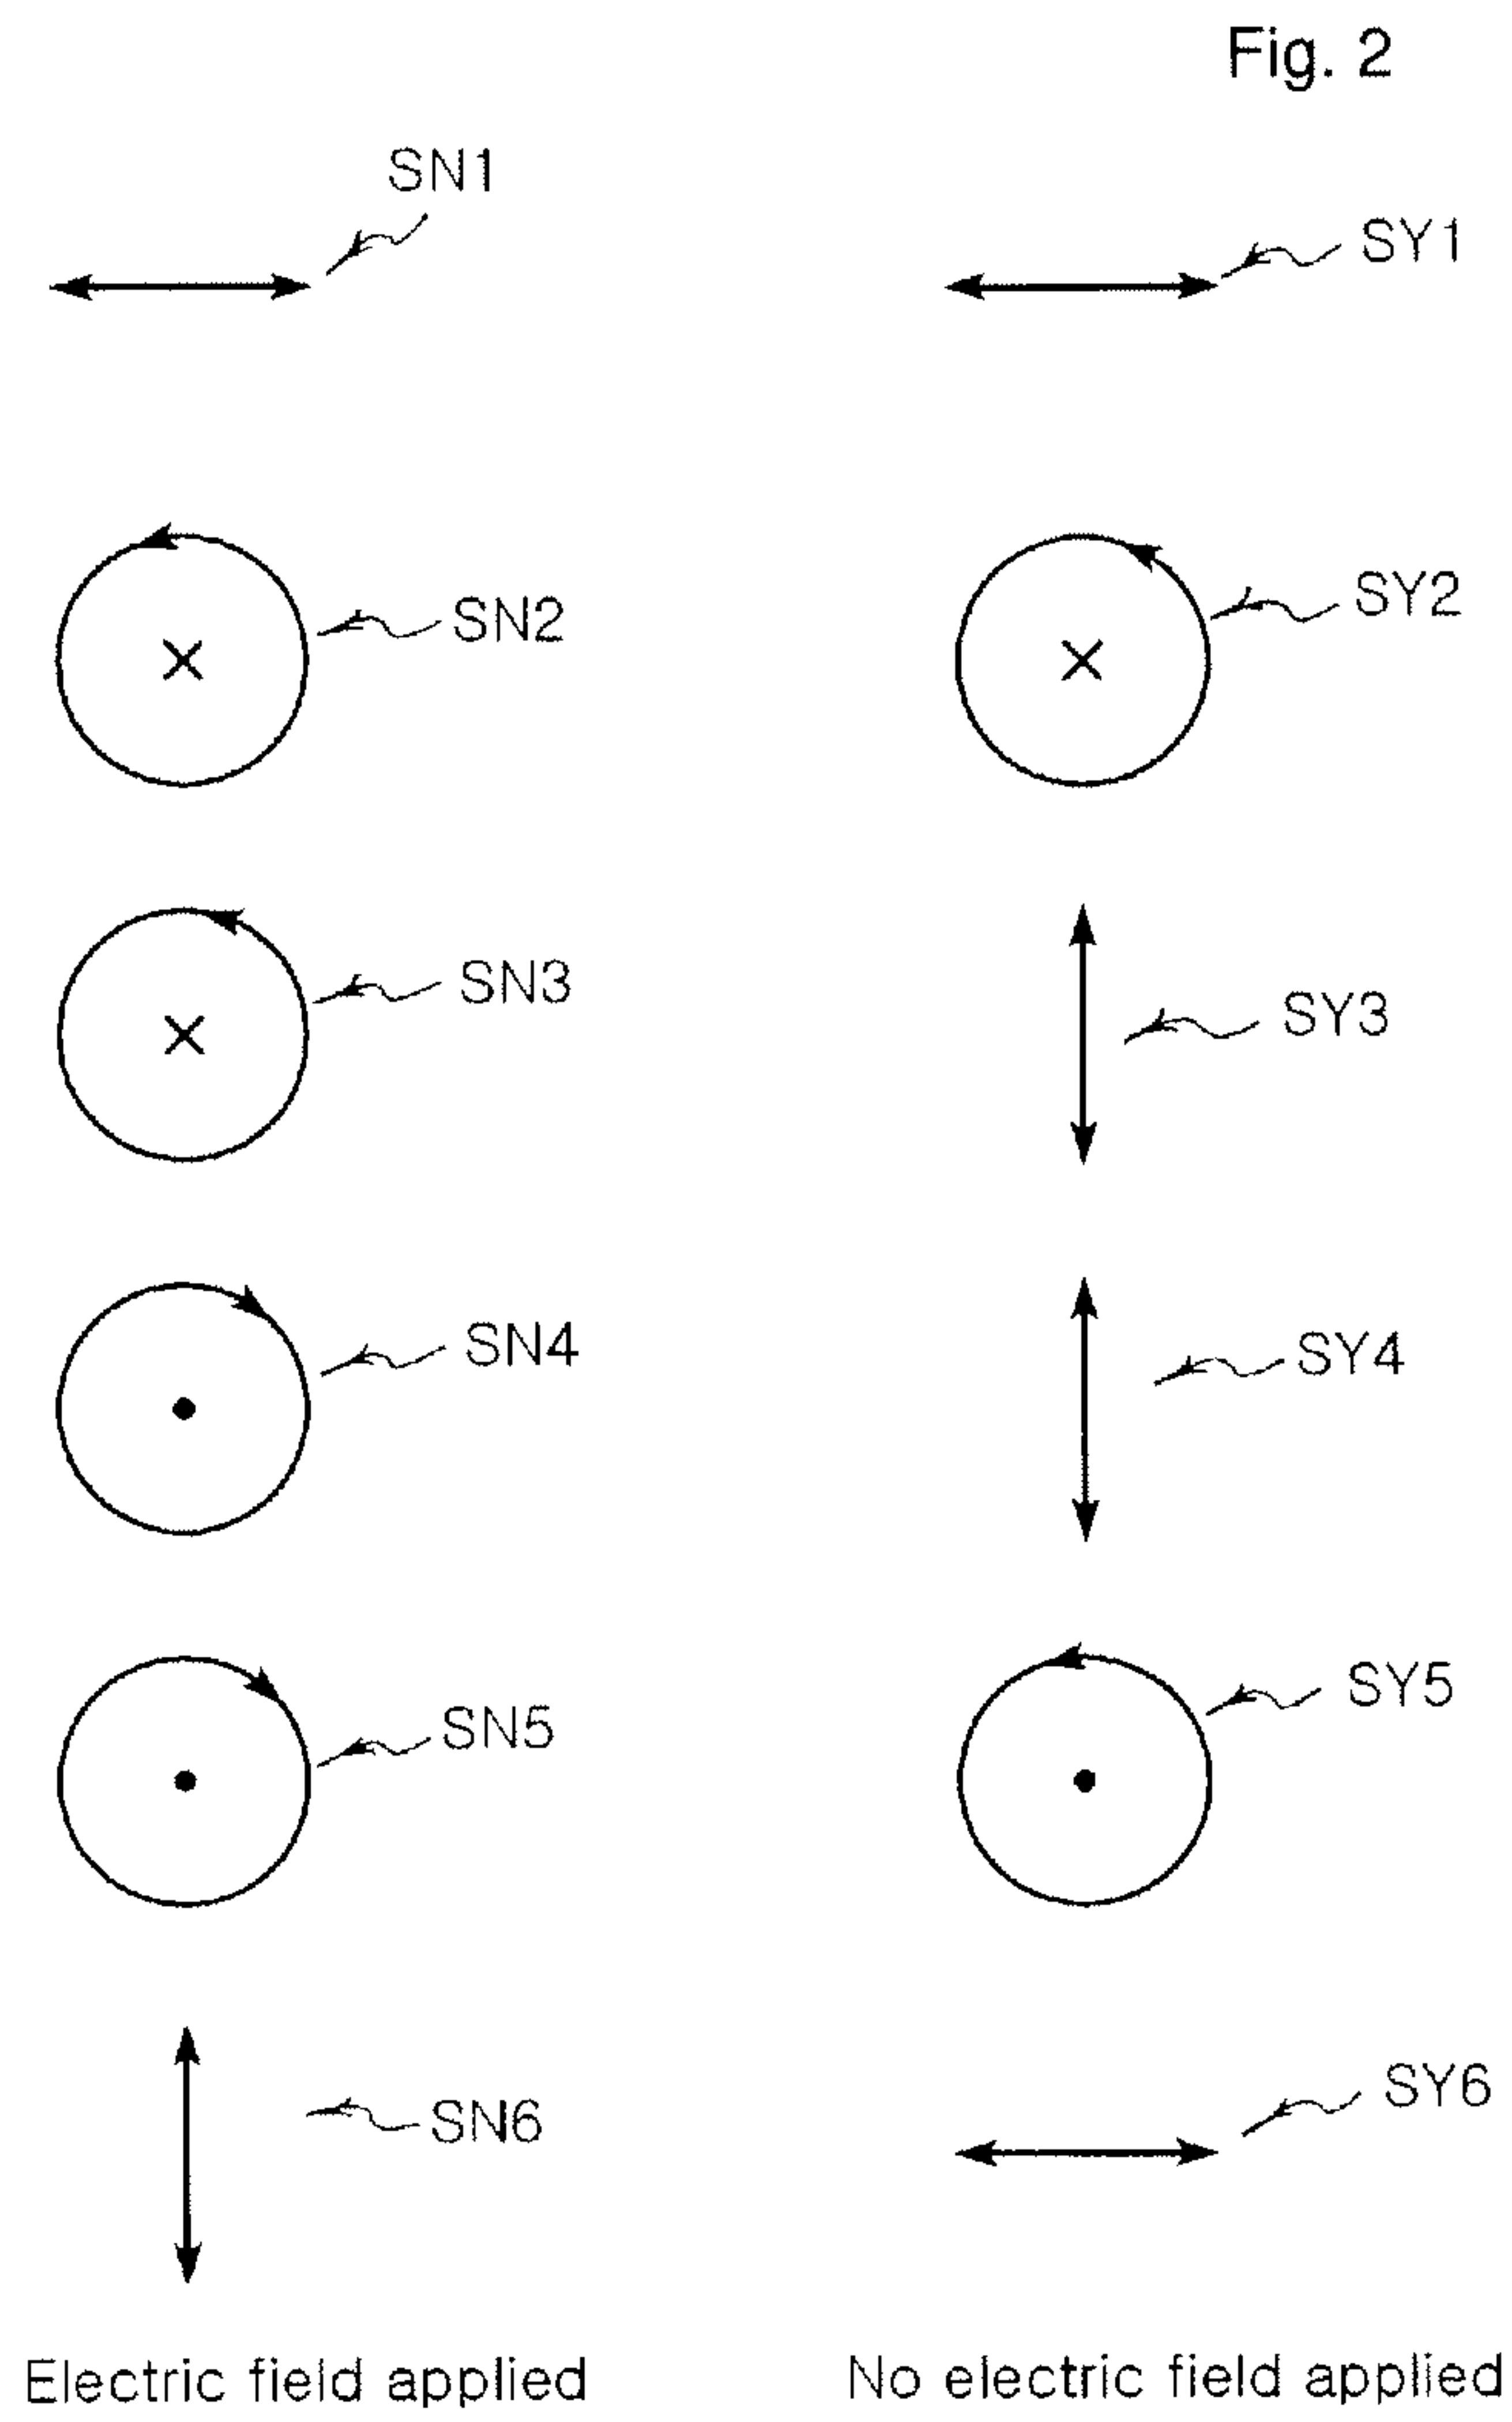 Fig. 2
SN1
SY1
SN2
SY2
SN3
SY3
SN4
SY4
SN5
SY5
SN6
SY6
Electric field applied
No electric field applied